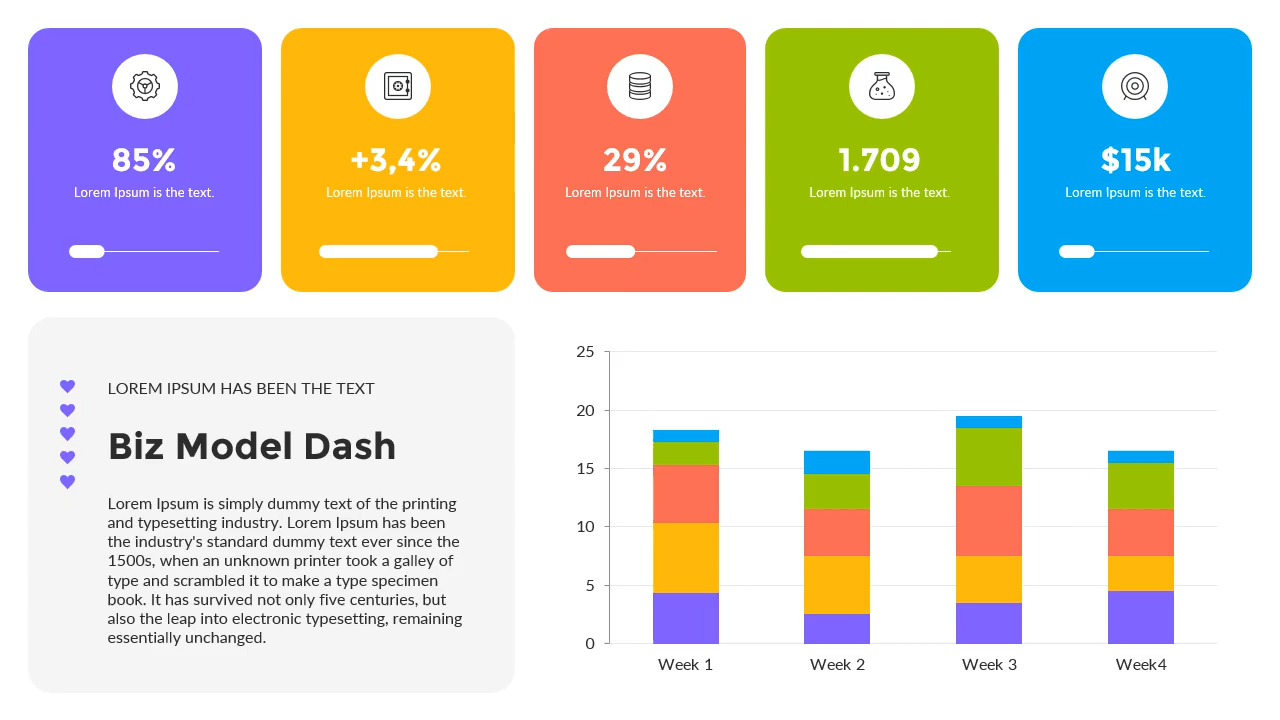 85%
Lorem Ipsum is the text.
+3,4%
Lorem Ipsum is the text.
29%
Lorem Ipsum is the text.
1.709
Lorem Ipsum is the text.
$15k
Lorem Ipsum is the text.
LOREM IPSUM HAS BEEN THE TEXT
Biz Model Dash
Lorem Ipsum is simply dummy text of the printing
and typesetting industry. Lorem Ipsum has been
the industry's standard dummy text ever since the
1500s, when an unknown printer took a galley of
type and scrambled it to make a type specimen
book. It has survived not only five centuries, but
also the leap into electronic typesetting, remaining
essentially unchanged.
25
20
15
10
5
0
Week 1
Week 2
Week 3
Week4